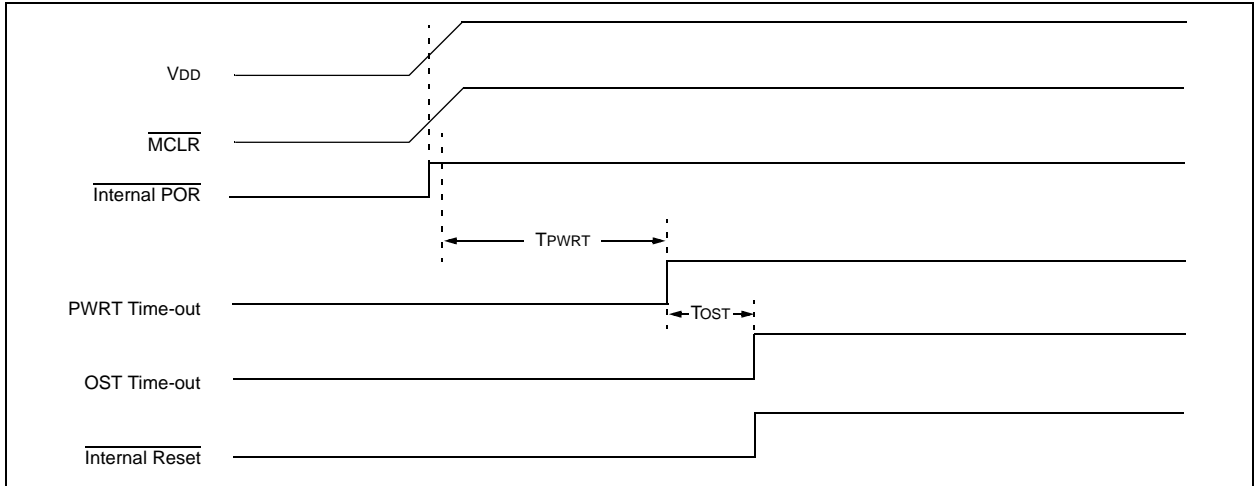 VDD
MCLR
Internal POR
TPWRT
PWRT Time-out
TOST
OST Time-out
Internal Reset